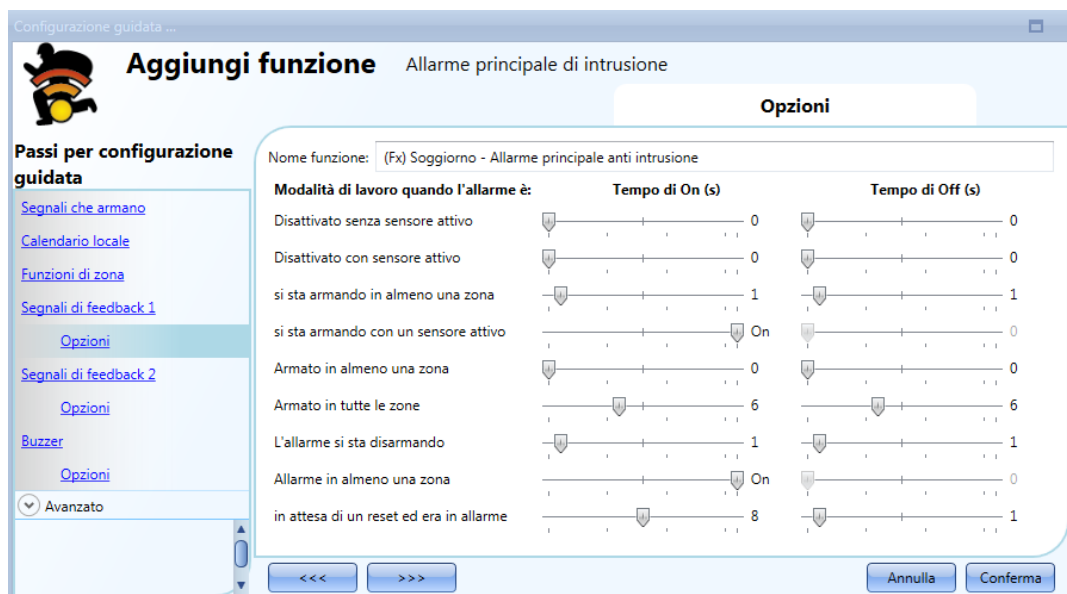 Configurazione guidata ...
Aggiungi funzione Allarme principale di intrusione
Opzioni
Passi per configurazione guidata
Segnali che armano
Calendario locale
Funzioni di zona
Segnali di feedback 1
Opzioni
Segnali di feedback 2
Opzioni
Buzzer
Opzioni
Avanzato
Nome funzione: (Fx) Soggiorno - Allarme principale anti intrusione
Modalità di lavoro quando l'allarme è: Tempo di On (s) Tempo di Off (s)
Disattivato senza sensore attivo 0 0
Disattivato con sensore attivo 0 0
si sta armando in almeno una zona 1 1
si sta armando con un sensore attivo On 0
Armato in almeno una zona 0 0
Armato in tutte le zone 6 6
L'allarme si sta disarmando 1 1
Allarme in almeno una zona On 0
in attesa di un reset ed era in allarme 8 1
<<< >>> Annulla Conferma